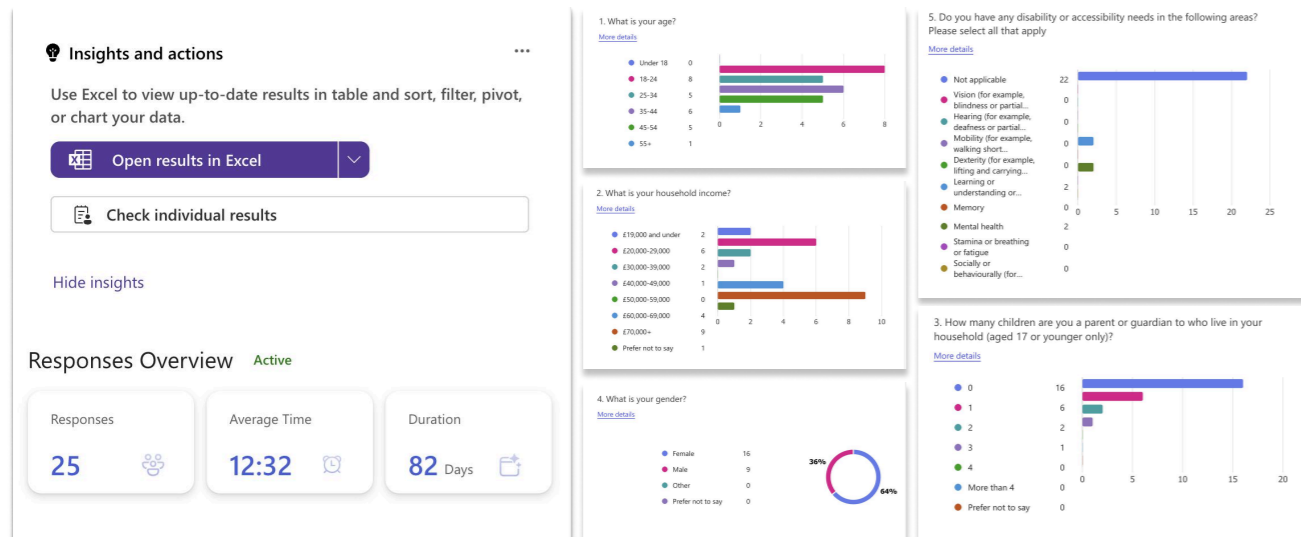 Insights and actions
Use Excel to view up-to-date results in table and sort, filter, pivot,
or chart your data.
Open results in Excel
Check individual results
Hide insights
Responses Overview Active
Responses
25
Average Time
12:32
Duration
82 Days
1. What is your age?
More details
Under 18 0
18-24 8
25-34 5
35-44 6
45-54 5
55+ 1
0 2 4 6 8
2. What is your household income?
More details
£19,000 and under 2
£20,000-29,000 6
£30,000-39,000 2
£40,000-49,000 1
£50,000-59,000 0
£60,000-69,000 4
£70,000+ 9
Prefer not to say 1
0 2 4 6 8 10
4. What is your gender?
More details
Female 16
Male 9
Other 0
Prefer not to say 0
36%
64%
5. Do you have any disability or accessibility needs in the following areas?
Please select all that apply
More details
Not applicable 22
Vision (for example,
blindness or partial... 0
Hearing (for example,
deafness or partial... 0
Mobility (for example,
walking short... 0
Dexterity (for example,
lifting and carrying... 0
Learning or
understanding or... 2
Memory 0
Mental health 2
Stamina or breathing
or fatigue 0
Socially or
behaviourally (for... 0
0 5 10 15 20 25
3. How many children are you a parent or guardian to who live in your
household (aged 17 or younger only)?
More details
0 16
1 6
2 2
3 1
4 0
More than 4 0
Prefer not to say 0
0 5 10 15 20